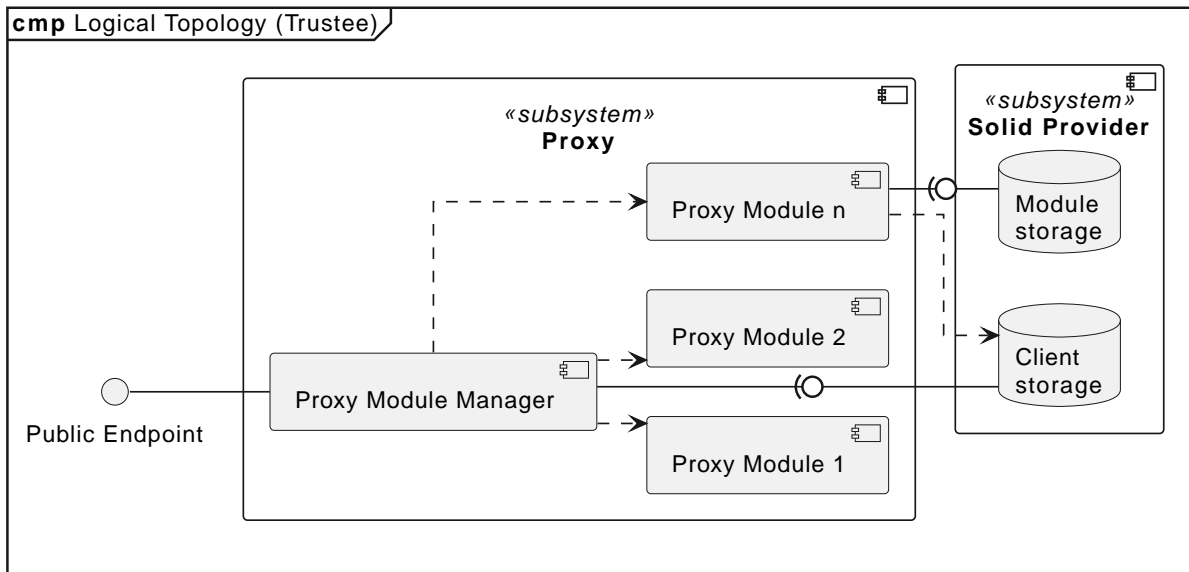 cmp Logical Topology (Trustee)
«subsystem»
Proxy
«subsystem»
Solid Provider
Proxy Module n
Module
storage
Proxy Module 2
Client
storage
Proxy Module Manager
Public Endpoint
Proxy Module 1